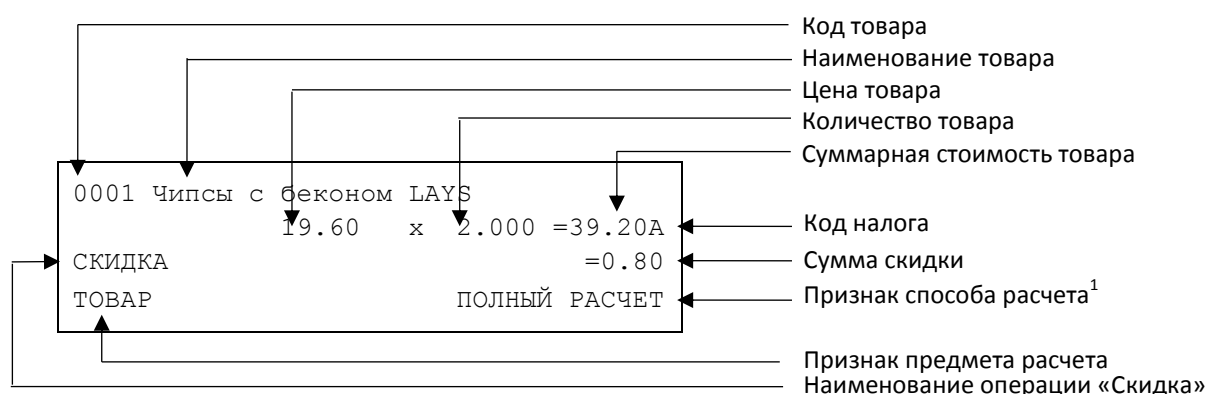 Код товара
Наименование товара
Цена товара
Количество товара
Суммарная стоимость товара
0001 Чипсы с беконом LAYS
19.60 х 2.000 =39.20А
Код налога
СКИДКА =0.80
Сумма скидки
ТОВАР ПОЛНЫЙ РАСЧЕТ
Признак способа расчета¹
Признак предмета расчета
Наименование операции «Скидка»